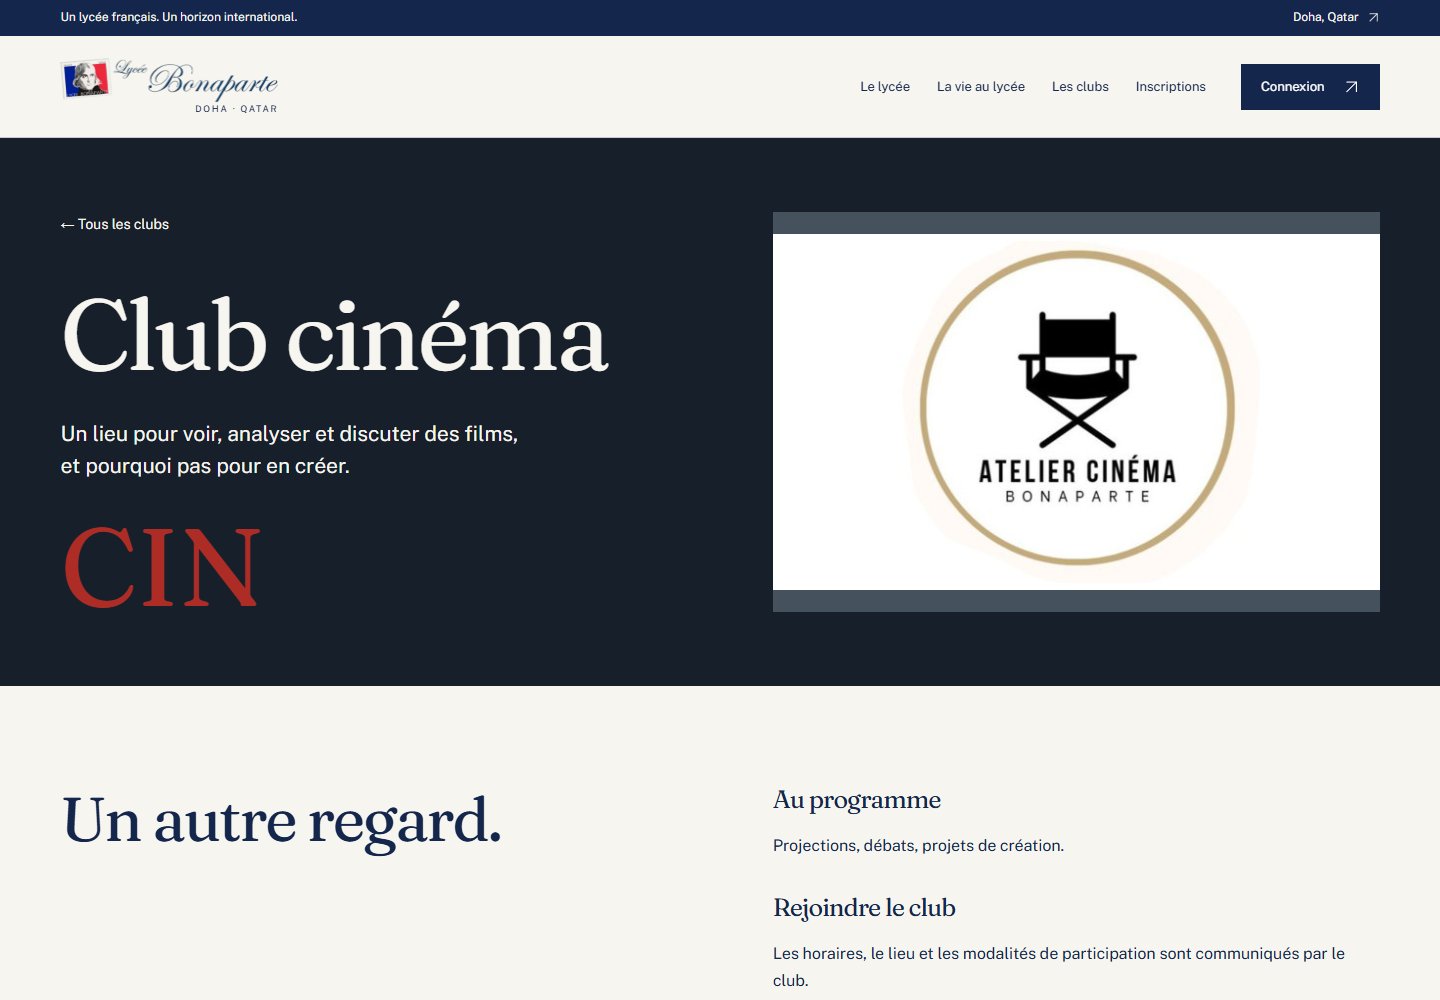 Un lycée français. Un horizon international.
Doha, Qatar
Lycée Bonaparte
DOHA · QATAR
Le lycée
La vie au lycée
Les clubs
Inscriptions
Connexion
← Tous les clubs
Club cinéma
Un lieu pour voir, analyser et discuter des films,
et pourquoi pas pour en créer.
CIN
ATELIER CINÉMA
BONAPARTE
Un autre regard.
Au programme
Projections, débats, projets de création.
Rejoindre le club
Les horaires, le lieu et les modalités de participation sont communiqués par le
club.